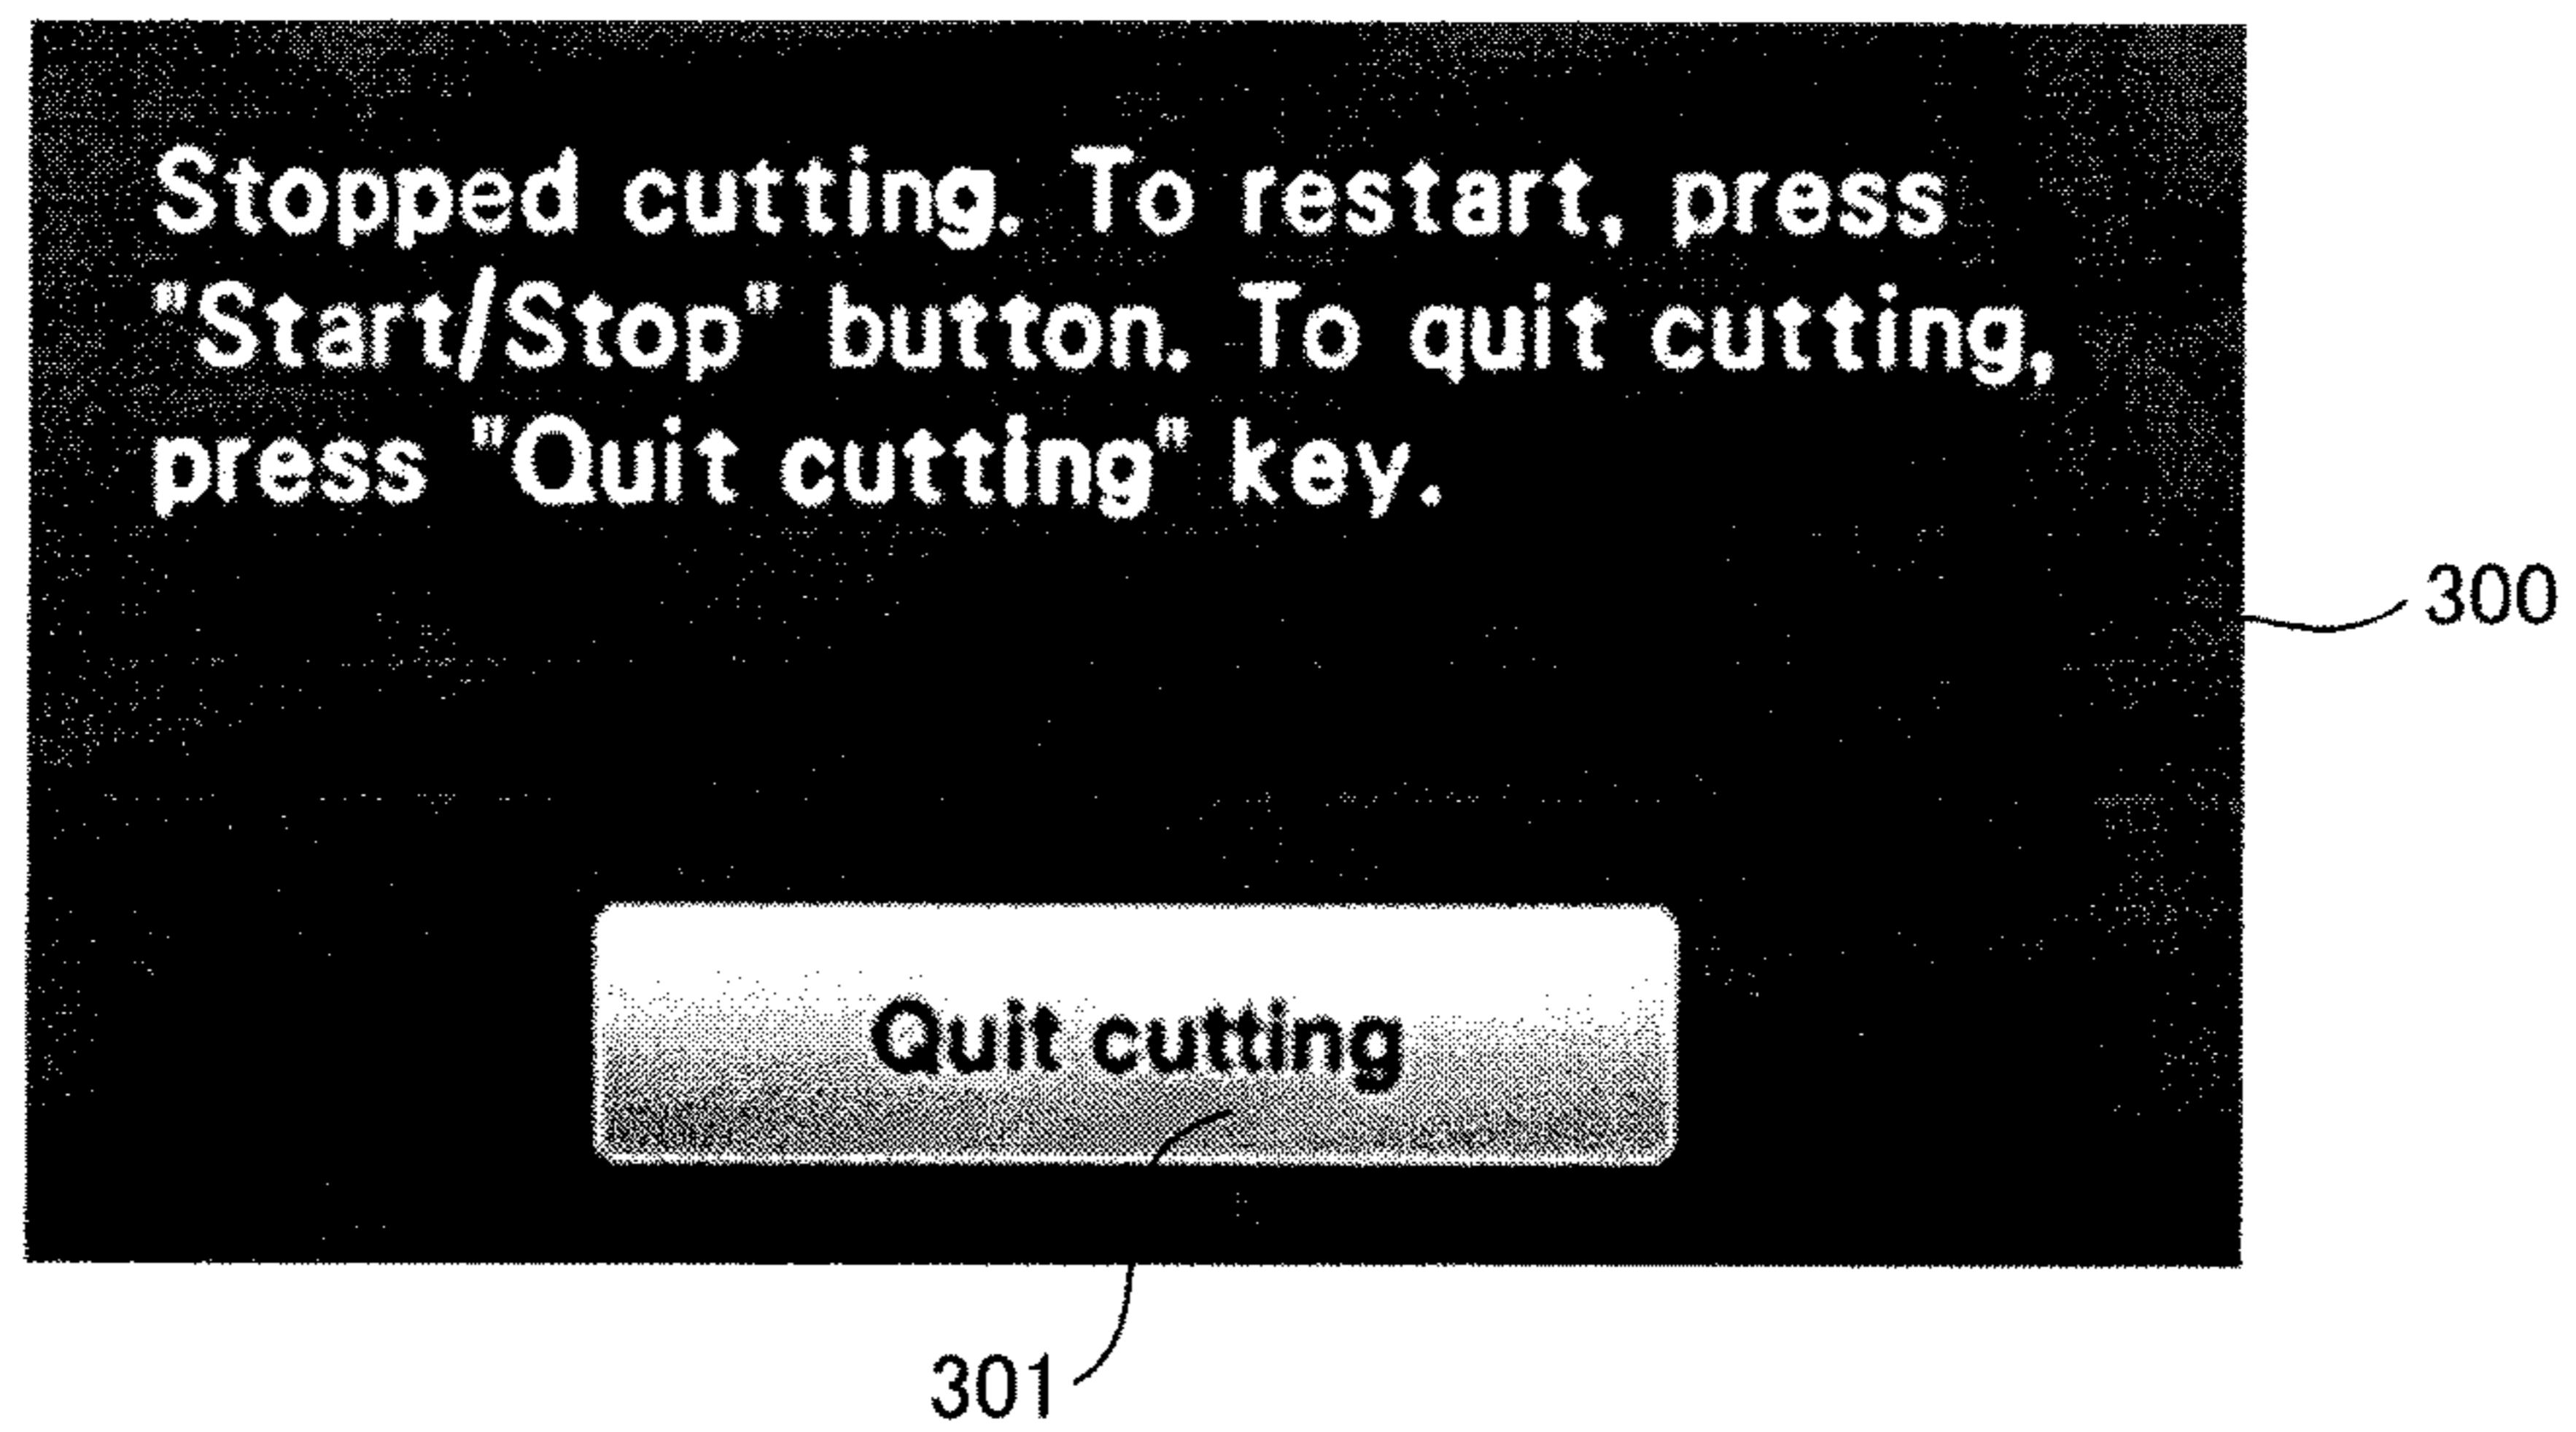 Stopped cutting. To restart, press
"Start/Stop" button. To quit cutting,
press "Quit cutting" key.
300
Quit cutting
301